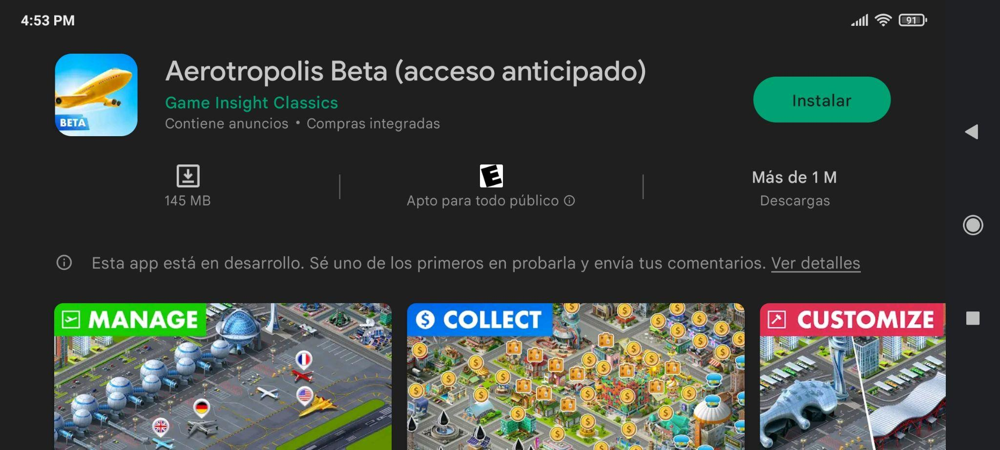 4:53 PM
91
Aerotropolis Beta (acceso anticipado)
Game Insight Classics
Contiene anuncios • Compras integradas
Instalar
BETA
E
145 MB
Apto para todo público
Más de 1 M
Descargas
Esta app está en desarrollo. Sé uno de los primeros en probarla y envía tus comentarios. Ver detalles
MANAGE
$ COLLECT
CUSTOMIZE